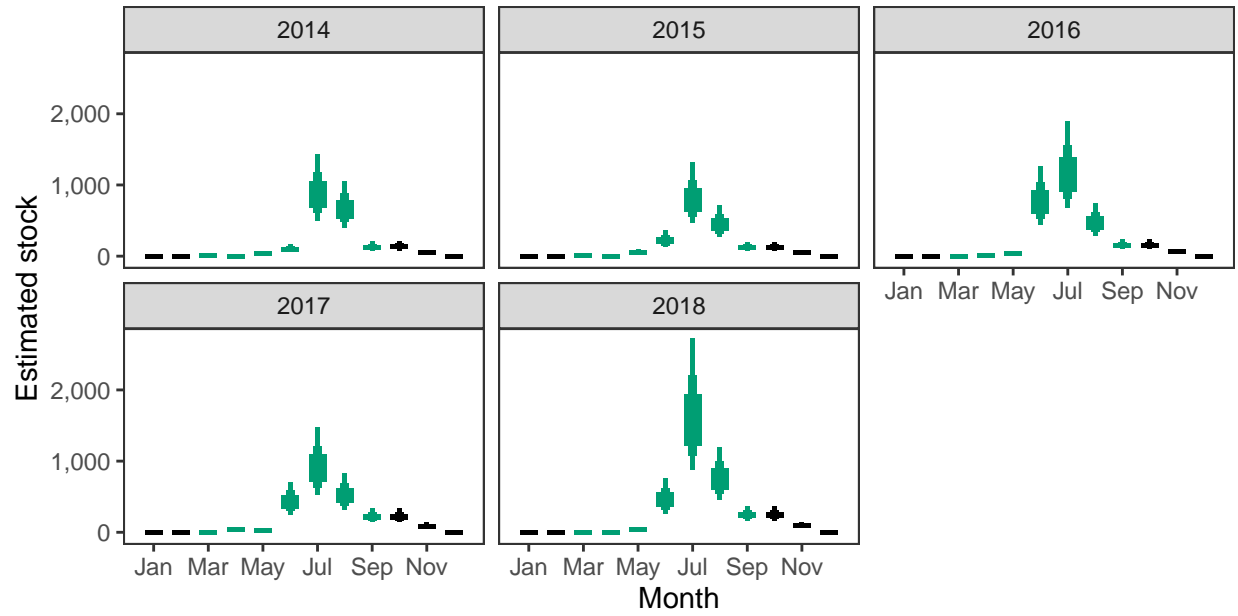 2014 2015 2016
2,000
1,000
0
Jan Mar May Jul Sep Nov
2017 2018
2,000
1,000
0
Jan Mar May Jul Sep Nov Jan Mar May Jul Sep Nov
Month
Estimated stock